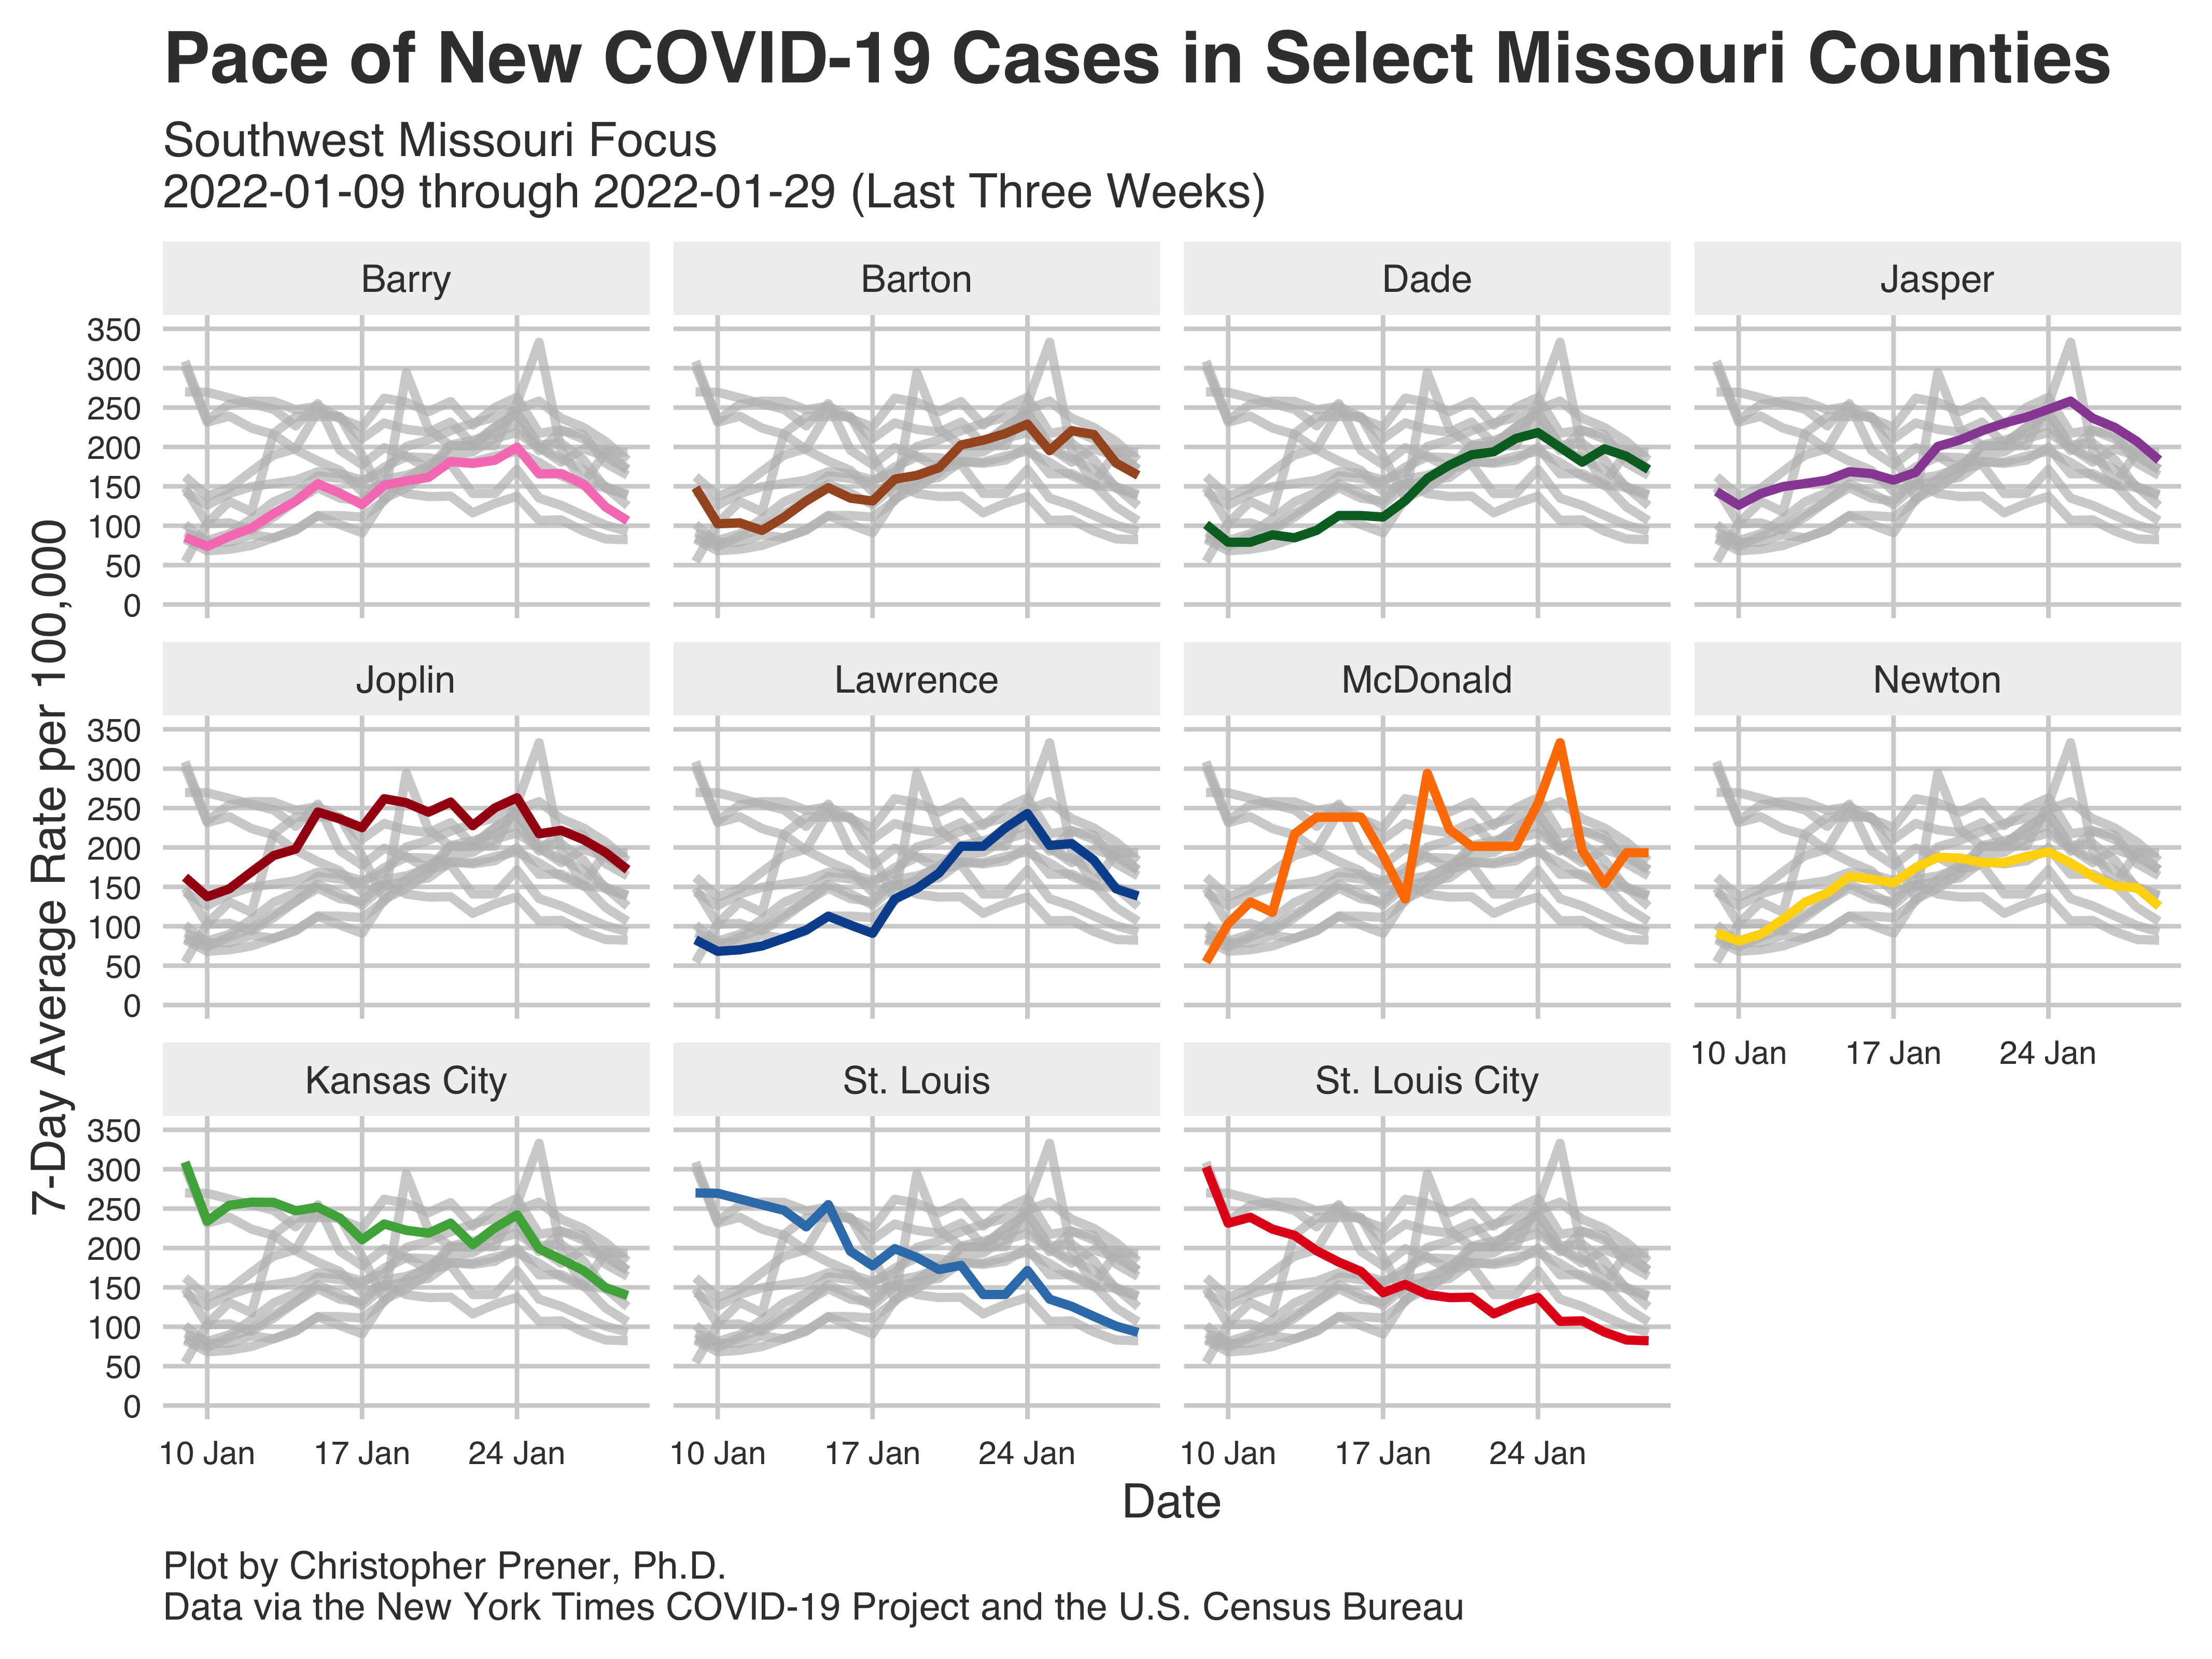 Pace of New COVID-19 Cases in Select Missouri Counties
Southwest Missouri Focus
2022-01-09 through 2022-01-29 (Last Three Weeks)
7-Day Average Rate per 100,000
Barry
Barton
Dade
Jasper
350
300
250
200
150
100
50
0
Joplin
Lawrence
McDonald
Newton
350
300
250
200
150
100
50
0
10 Jan 17 Jan 24 Jan
Kansas City
St. Louis
St. Louis City
350
300
250
200
150
100
50
0
10 Jan 17 Jan 24 Jan
10 Jan 17 Jan 24 Jan
10 Jan 17 Jan 24 Jan
Date
Plot by Christopher Prener, Ph.D.
Data via the New York Times COVID-19 Project and the U.S. Census Bureau